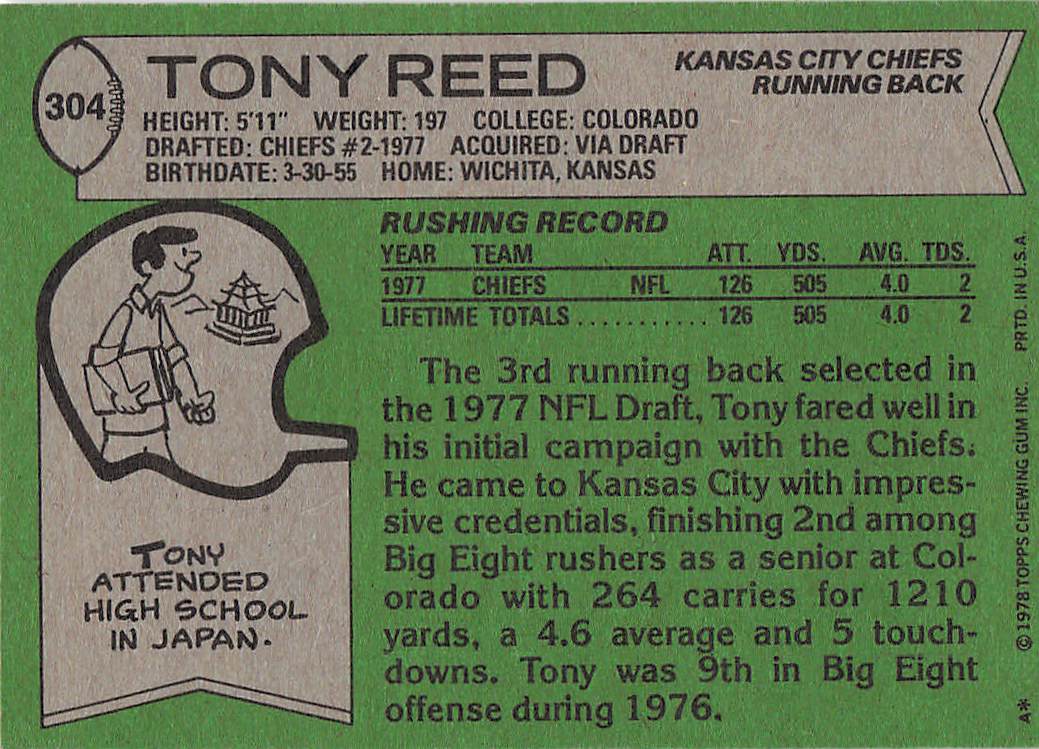 304
TONY REED
KANSAS CITY CHIEFS
RUNNING BACK
HEIGHT: 5'11" WEIGHT: 197 COLLEGE: COLORADO
DRAFTED: CHIEFS #2-1977 ACQUIRED: VIA DRAFT
BIRTHDATE: 3-30-55 HOME: WICHITA, KANSAS
RUSHING RECORD
YEAR TEAM ATT. YDS. AVG. TDS.
1977 CHIEFS NFL 126 505 4.0 2
LIFETIME TOTALS ............ 126 505 4.0 2
The 3rd running back selected in
the 1977 NFL Draft, Tony fared well in
his initial campaign with the Chiefs.
He came to Kansas City with impres-
sive credentials, finishing 2nd among
Big Eight rushers as a senior at Col-
orado with 264 carries for 1210
yards, a 4.6 average and 5 touch-
downs. Tony was 9th in Big Eight
offense during 1976.
TONY
ATTENDED
HIGH SCHOOL
IN JAPAN.
A* © 1978 TOPPS CHEWING GUM INC. PRTD. IN U.S.A.